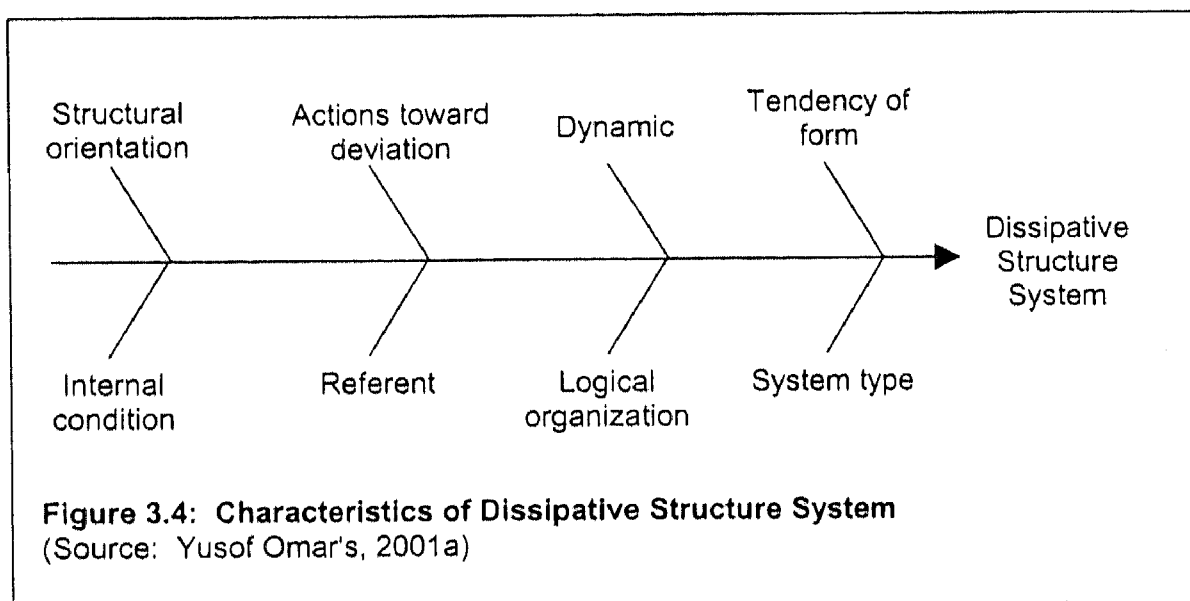 Structural
orientation
Actions toward
deviation
Dynamic
Tendency of
form
Dissipative
Structure
System
Internal
condition
Referent
Logical
organization
System type
Figure 3.4: Characteristics of Dissipative Structure System
(Source: Yusof Omar's, 2001a)